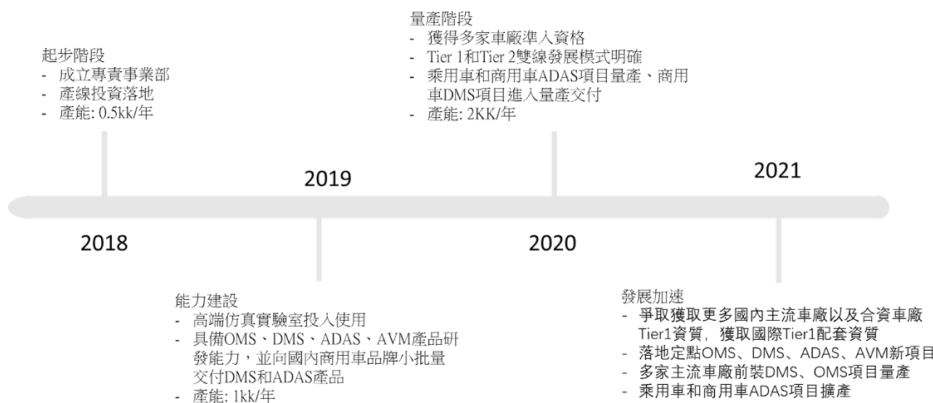 量產階段
- 獲得多家車廠準入資格
- Tier 1和Tier 2雙線發展模式明確
- 乘用車和商用車ADAS項目量產、商用
車DMS項目進入量產交付
- 產能: 2KK/年
起步階段
- 成立專責事業部
- 產線投資落地
- 產能: 0.5kk/年
2019
2021
2018
2020
能力建設
- 高端仿真實驗室投入使用
- 具備OMS、DMS、ADAS、AVM產品研
發能力，並向國內商用車品牌小批量
交付DMS和ADAS產品
- 產能: 1kk/年
發展加速
- 爭取獲取更多國內主流車廠以及合資車廠
Tier1資質，獲取國際Tier1配套資質
- 落地定點OMS、DMS、ADAS、AVM新項目
- 多家主流車廠前裝DMS、OMS項目量產
- 乘用車和商用車ADAS項目擴產